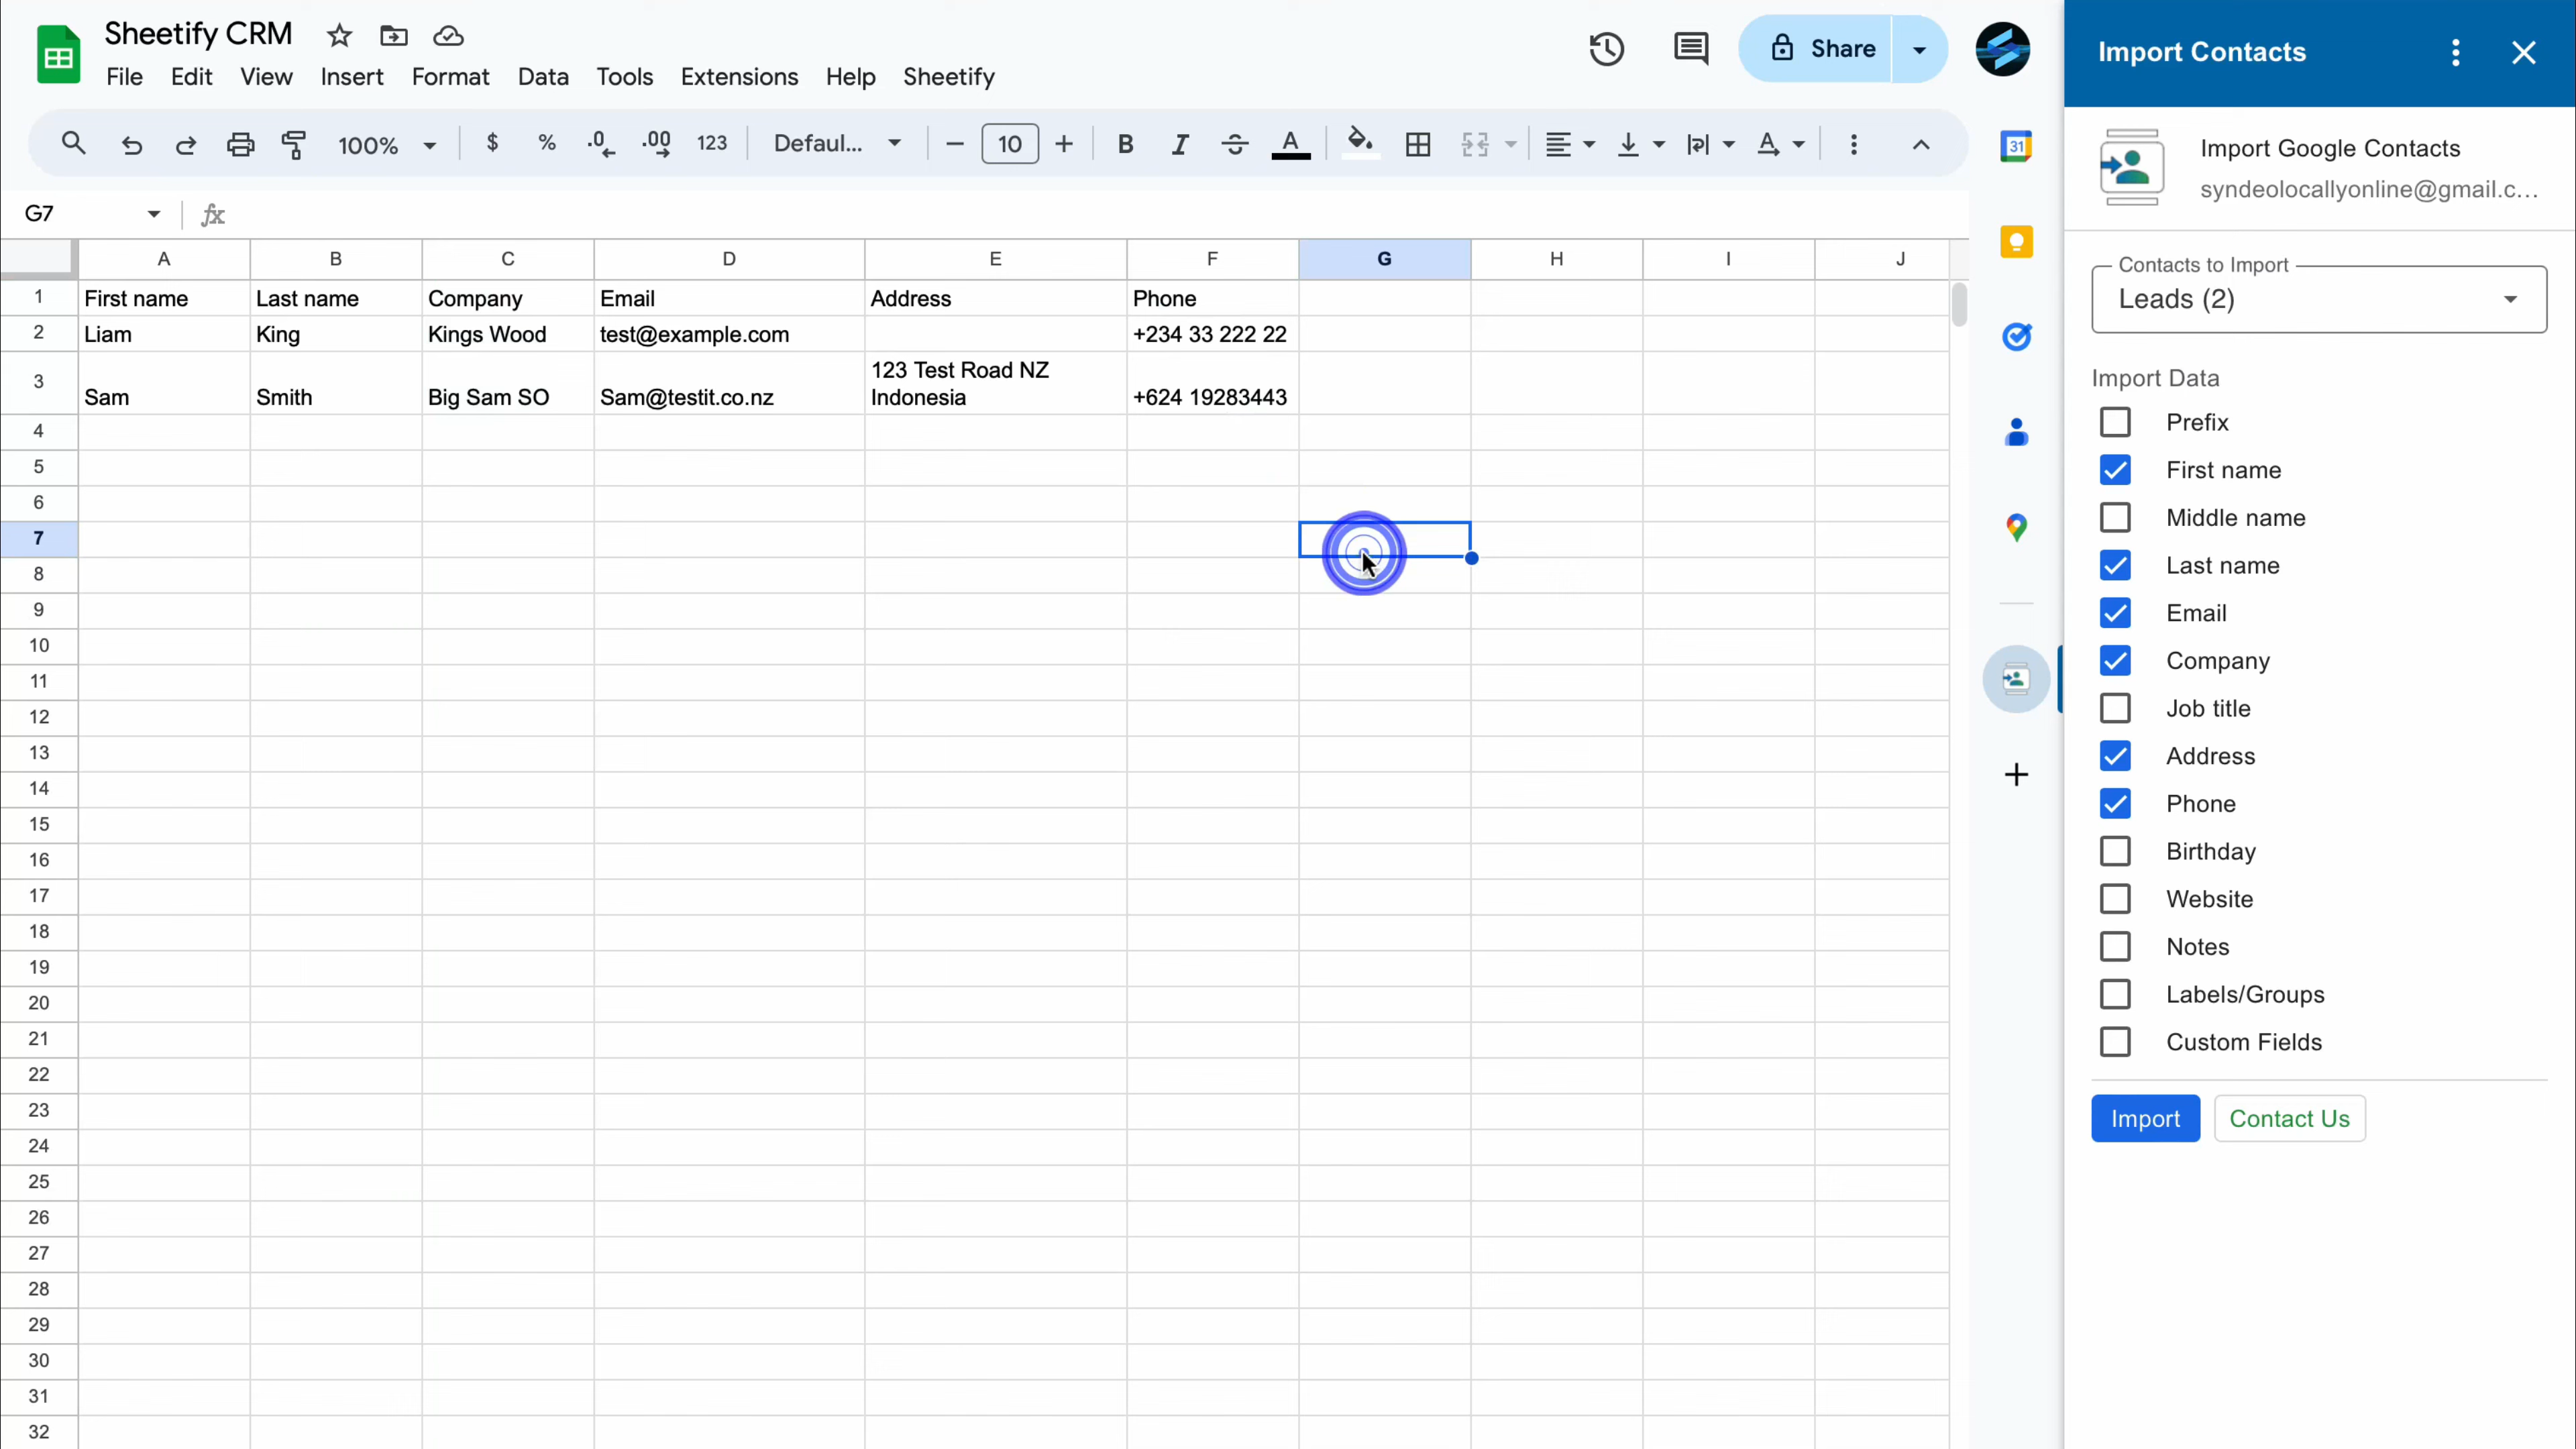 Sheetify CRM
File Edit View Insert Format Data Tools Extensions Help Sheetify
Share
100% $ % .0 .00 123 Defaul... 10 B I A A
31
G7 fx
A B C D E F G H I J
1 First name Last name Company Email Address Phone
2 Liam King Kings Wood test@example.com +234 33 222 22
123 Test Road NZ
3 Sam Smith Big Sam SO Sam@testit.co.nz Indonesia +624 19283443
4
5
6
7
8
9
10
11
12
13
14
15
16
17
18
19
20
21
22
23
24
25
26
27
28
29
30
31
32
Import Contacts
Import Google Contacts
syndeolocallyonline@gmail.c...
Contacts to Import
Leads (2)
Import Data
Prefix
First name
Middle name
Last name
Email
Company
Job title
Address
Phone
Birthday
Website
Notes
Labels/Groups
Custom Fields
Import Contact Us